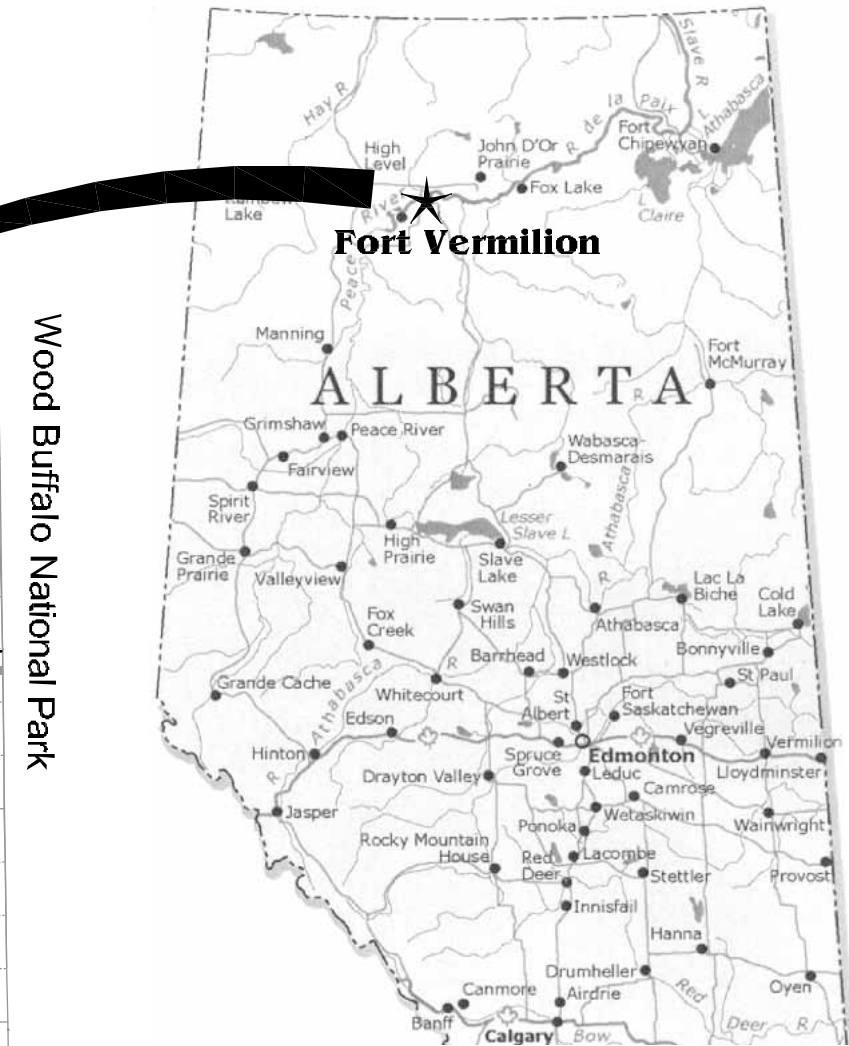 Slave R
Hay R
R de la Paix
L
Athabasca
Fort
Chipewyan
High
Level
John D'Or
Prairie
Fox Lake
Lake
L
Claire
River
Peace
Fort Vermilion
Wood Buffalo National Park
Manning
Fort
McMurray
ALBERTA
R
Grimshaw
Peace River
Fairview
Wabasca-
Desmarais
Athabasca
Spirit
River
Lesser
Slave L
High
Prairie
Slave
Lake
Grande
Prairie
Valleyview
R
Lac La
Biche
Cold
Lake
Swan
Hills
Athabasca
Fox
Creek
Bonnyville
Barrhead
Westlock
R
St Paul
Grande Cache
Whitecourt
Athabasca
St
Albert
Fort
Saskatchewan
Edson
Vegreville
Vermilion
Hinton
Spruce
Grove
Edmonton
R
Drayton Valley
Leduc
Lloydminster
Camrose
Jasper
Wetaskiwin
Ponoka
Wainwright
Rocky Mountain
House
Red
Deer
Lacombe
Stettler
Provost
Innisfail
Hanna
Drumheller
Red
Oyen
Canmore
Airdrie
Banff
Calgary
Bow
Deer R